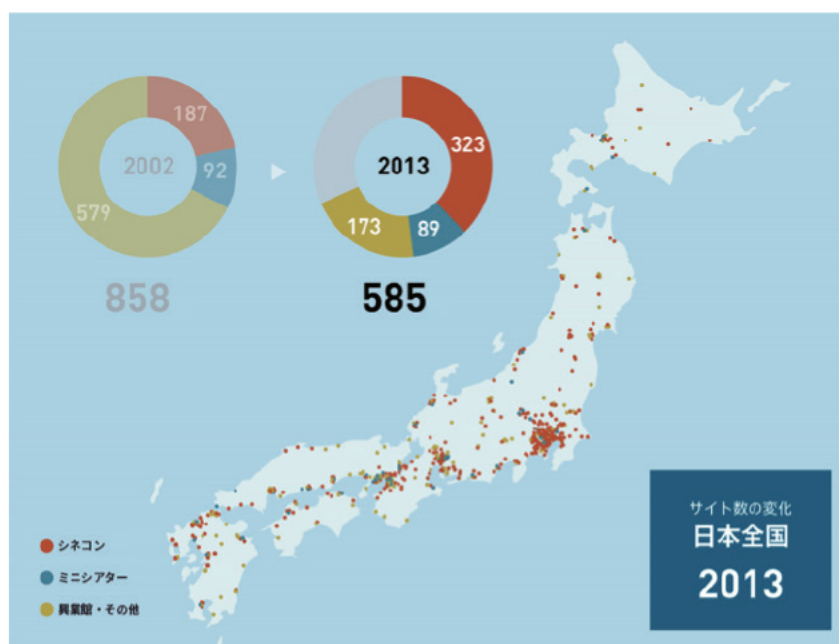 187
2002
92
579
858
323
2013
173
89
585
シネコン
ミニシアター
興業館・その他
サイト数の変化
日本全国
2013